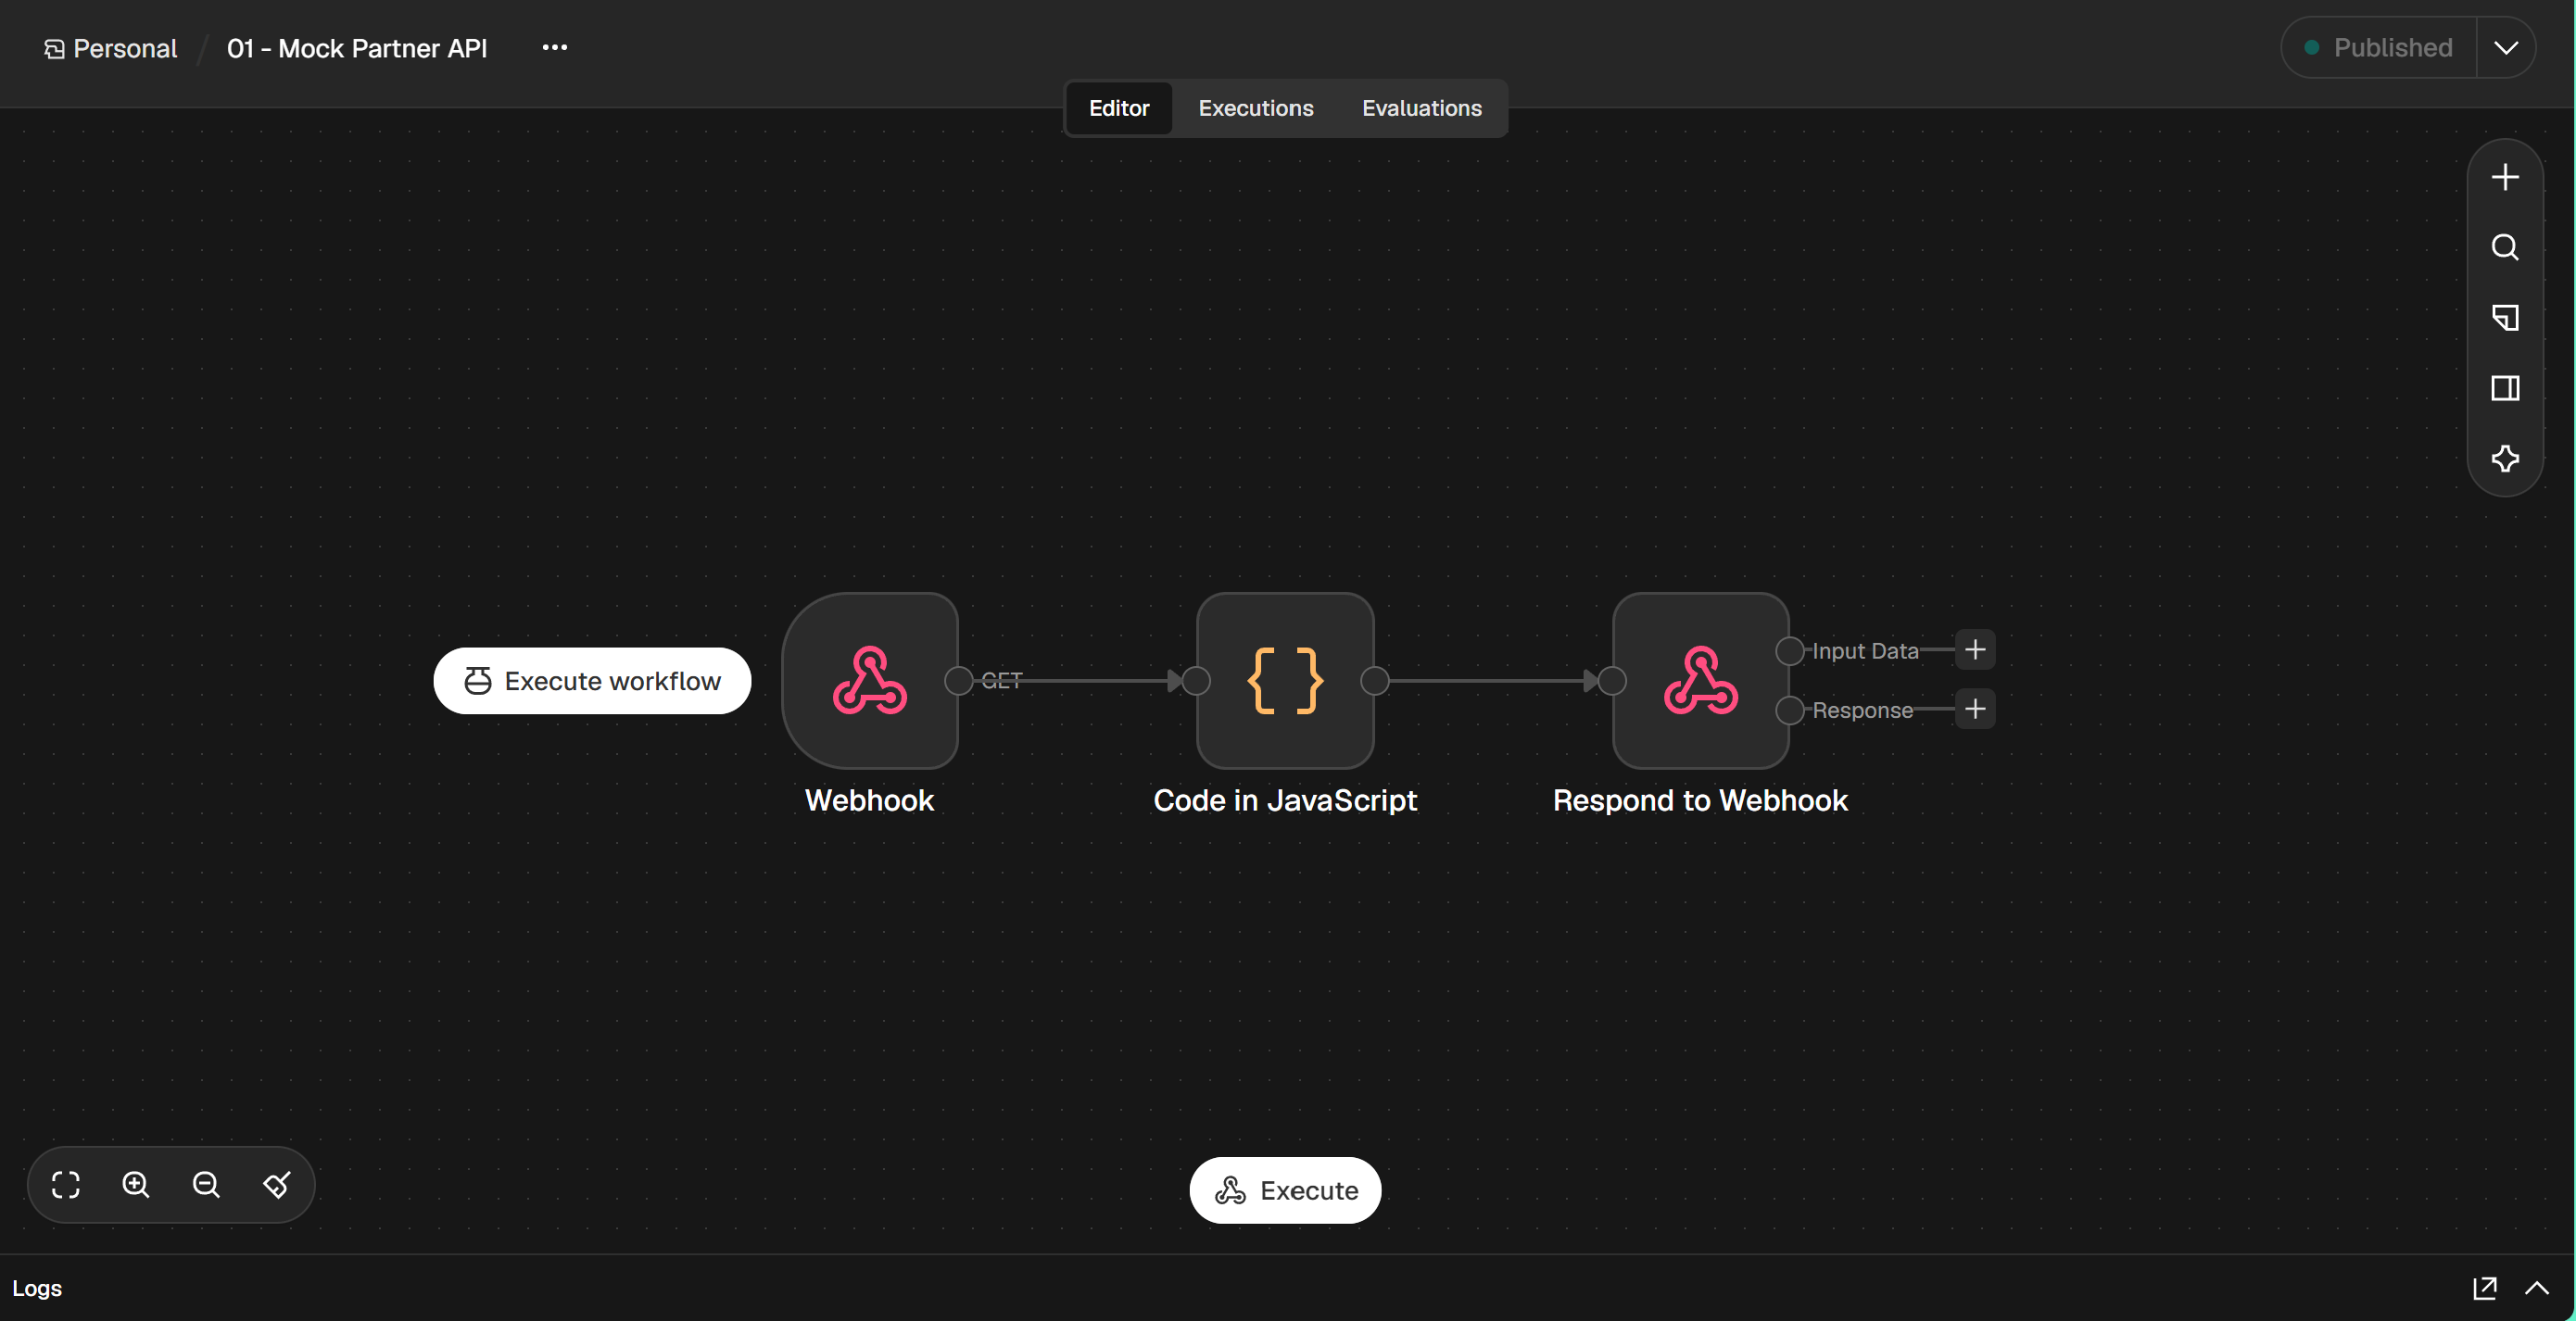 Personal / 01 - Mock Partner API ...
Published
Editor Executions Evaluations
Execute workflow
GET
Input Data
Response
Webhook
Code in JavaScript
Respond to Webhook
Execute
Logs